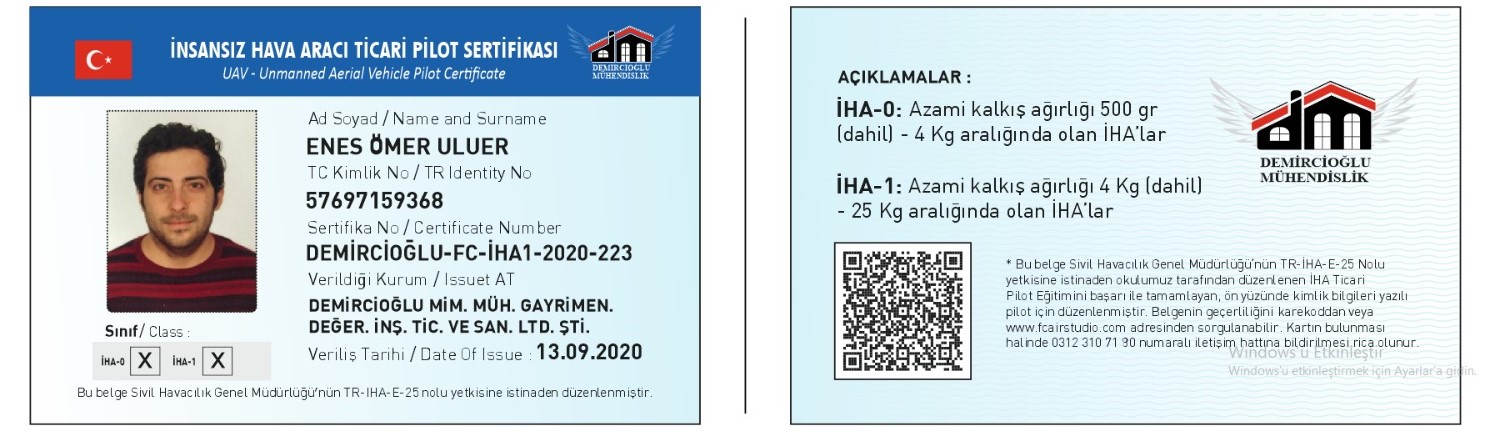 İNSANSIZ HAVA ARACI TİCARİ PİLOT SERTİFİKASI
UAV - Unmanned Aerial Vehicle Pilot Certificate
DEMİRCİOĞLU
MÜHENDİSLİK
Ad Soyad / Name and Surname
ENES ÖMER ULUER
TC Kimlik No / TR Identity No
57697159368
Sertifika No / Certificate Number
DEMİRCİOĞLU-FC-İHA1-2020-223
Verildiği Kurum / Issuet AT
DEMİRCİOĞLU MİM. MÜH. GAYRİMEN.
DEĞER. İNŞ. TİC. VE SAN. LTD. ŞTİ.
Veriliş Tarihi / Date Of Issue : 13.09.2020
Sınıf/ Class :
İHA-0 X İHA-1 X
Bu belge Sivil Havacılık Genel Müdürlüğü'nün TR-IHA-E-25 nolu yetkisine istinaden düzenlenmiştir.
AÇIKLAMALAR :
İHA-0: Azami kalkış ağırlığı 500 gr
(dahil) - 4 Kg aralığında olan İHA'lar
İHA-1: Azami kalkış ağırlığı 4 Kg (dahil)
- 25 Kg aralığında olan İHA'lar
DEMİRCİOĞLU
MÜHENDİSLİK
* Bu belge Sivil Havacılık Genel Müdürlüğü'nün TR-İHA-E-25 Nolu
yetkisine istinaden okulumuz tarafından düzenlenen İHA Ticari
Pilot Eğitimini başarı ile tamamlayan, ön yüzünde kimlik bilgileri yazılı
pilot için düzenlenmiştir. Belgenin geçerliliğini karekoddan veya
www.fcairstudio.com adresinden sorgulanabilir. Kartın bulunması
halinde 0312 310 71 90 numaralı iletişim hattına bildirilmesi rica olunur.
Windows'u Etkinleştir
Windows'u etkinleştirmek için Ayarlar'a gidin.